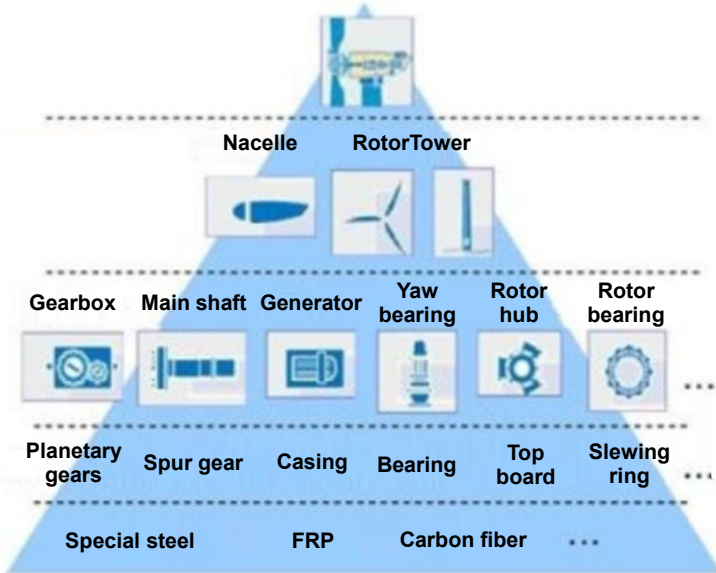 Nacelle RotorTower
Gearbox Main shaft Generator Yaw bearing Rotor hub Rotor bearing
...
Planetary gears Spur gear Casing Bearing Top board Slewing ring ...
Special steel FRP Carbon fiber ...